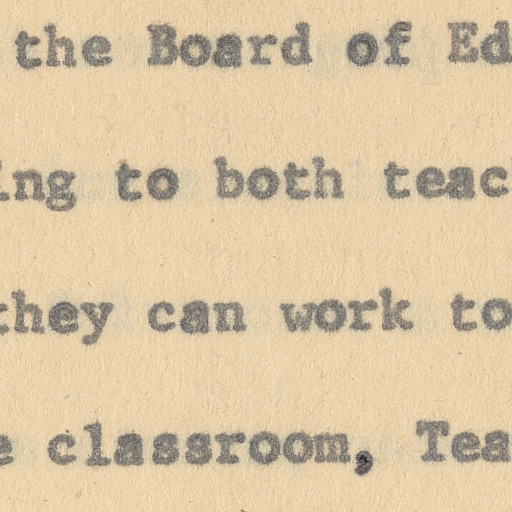 the Board of Ed
ing to both teac
they can work to
e classroom, Tea